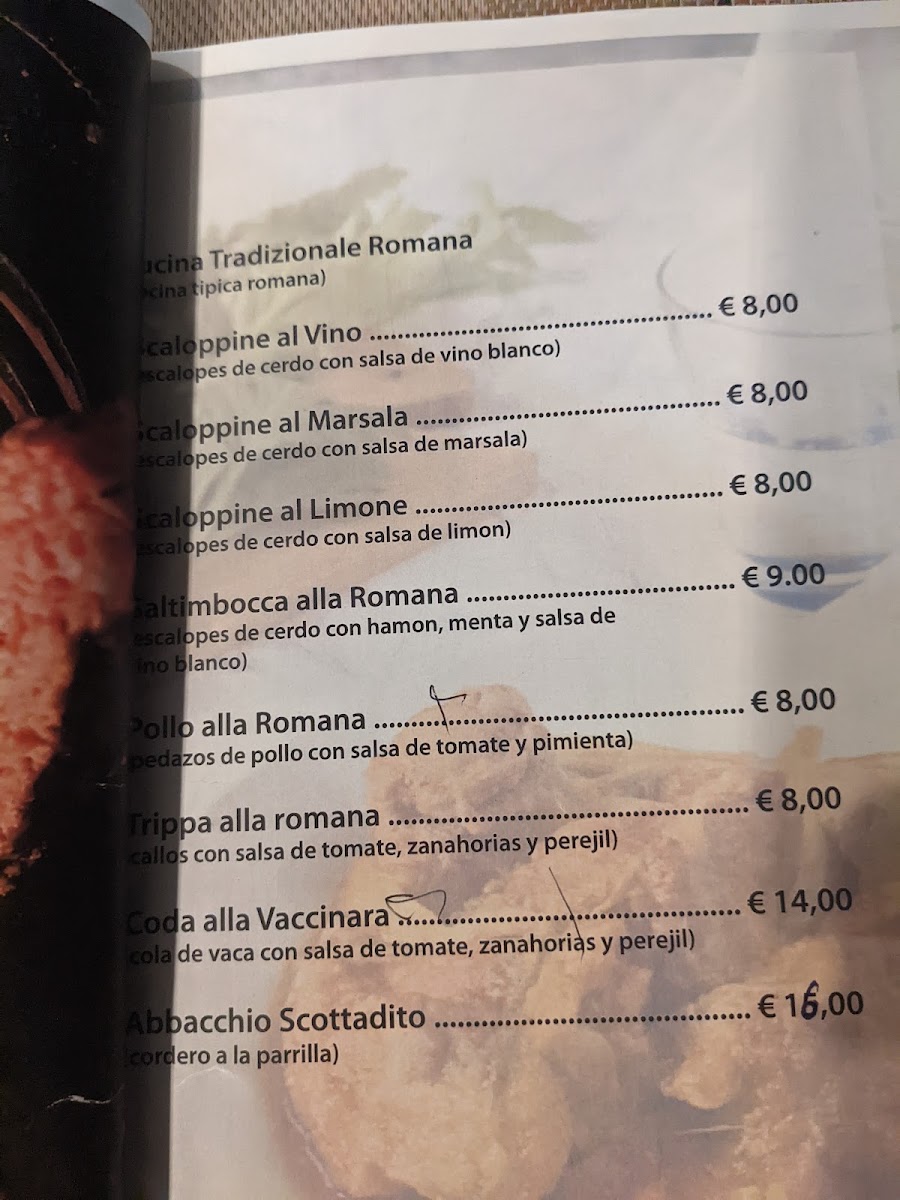 ucina Tradizionale Romana
cina tipica romana)
caloppine al Vino ........................................................ € 8,00
escalopes de cerdo con salsa de vino blanco)
caloppine al Marsala .................................................. € 8,00
escalopes de cerdo con salsa de marsala)
caloppine al Limone .................................................. € 8,00
escalopes de cerdo con salsa de limon)
altimbocca alla Romana ........................................... € 9.00
escalopes de cerdo con hamon, menta y salsa de
ino blanco)
Pollo alla Romana ........................................................... € 8,00
pedazos de pollo con salsa de tomate y pimienta)
Trippa alla romana .......................................................... € 8,00
callos con salsa de tomate, zanahorias y perejil)
Coda alla Vaccinara ....................................................... € 14,00
cola de vaca con salsa de tomate, zanahorias y perejil)
Abbacchio Scottadito .................................................. € 16,00
(cordero a la parrilla)